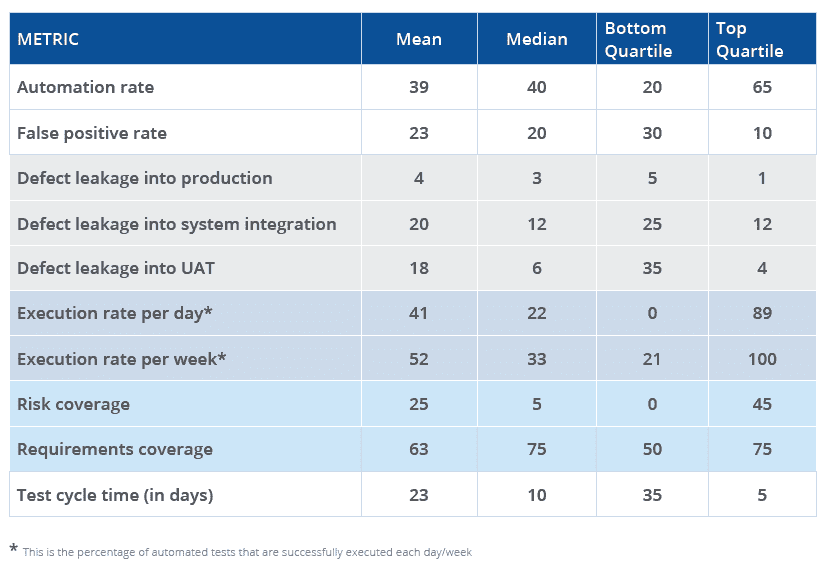 METRIC Mean Median Bottom Quartile Top Quartile
Automation rate 39 40 20 65
False positive rate 23 20 30 10
Defect leakage into production 4 3 5 1
Defect leakage into system integration 20 12 25 12
Defect leakage into UAT 18 6 35 4
Execution rate per day* 41 22 0 89
Execution rate per week* 52 33 21 100
Risk coverage 25 5 0 45
Requirements coverage 63 75 50 75
Test cycle time (in days) 23 10 35 5
* This is the percentage of automated tests that are successfully executed each day/week